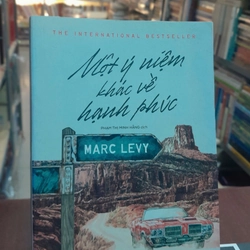 THE INTERNATIONAL BESTSELLER
Một ý niệm
khác về
hạnh phúc
MARC LEVY